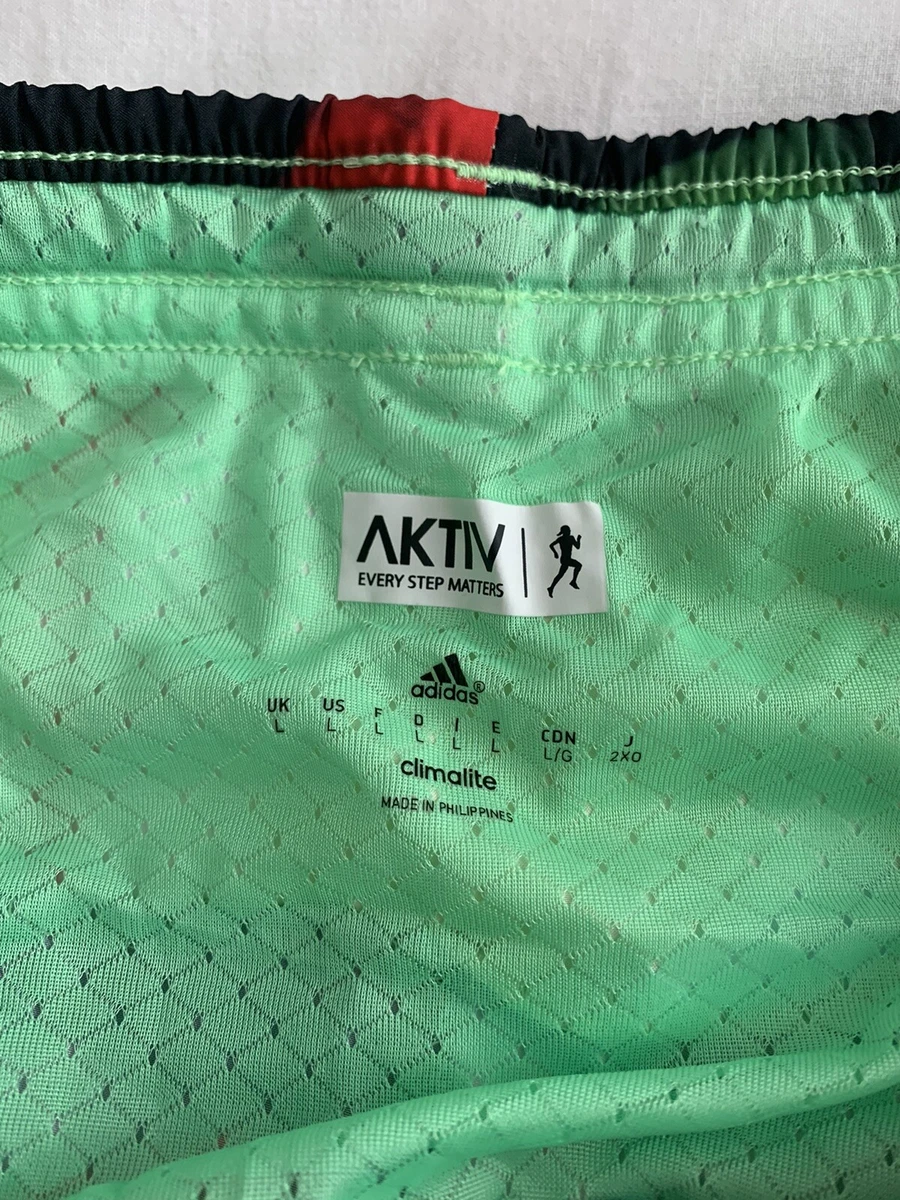 AKTIV
EVERY STEP MATTERS
adidas®
UK US F D I E CDN J
L L L L L L L/G 2XO
climalite
MADE IN PHILIPPINES